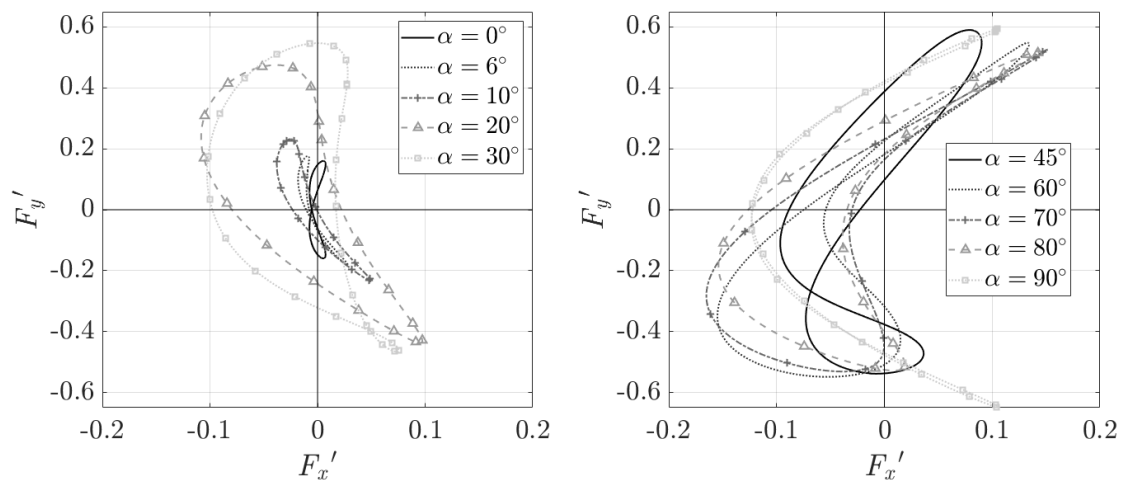 0.6
0.4
0.2
0
-0.2
-0.4
-0.6
F_y′
-0.2
-0.1
0
0.1
0.2
F_x′
α = 0°
α = 6°
α = 10°
α = 20°
α = 30°
0.6
0.4
0.2
0
-0.2
-0.4
-0.6
F_y′
-0.2
-0.1
0
0.1
0.2
F_x′
α = 45°
α = 60°
α = 70°
α = 80°
α = 90°